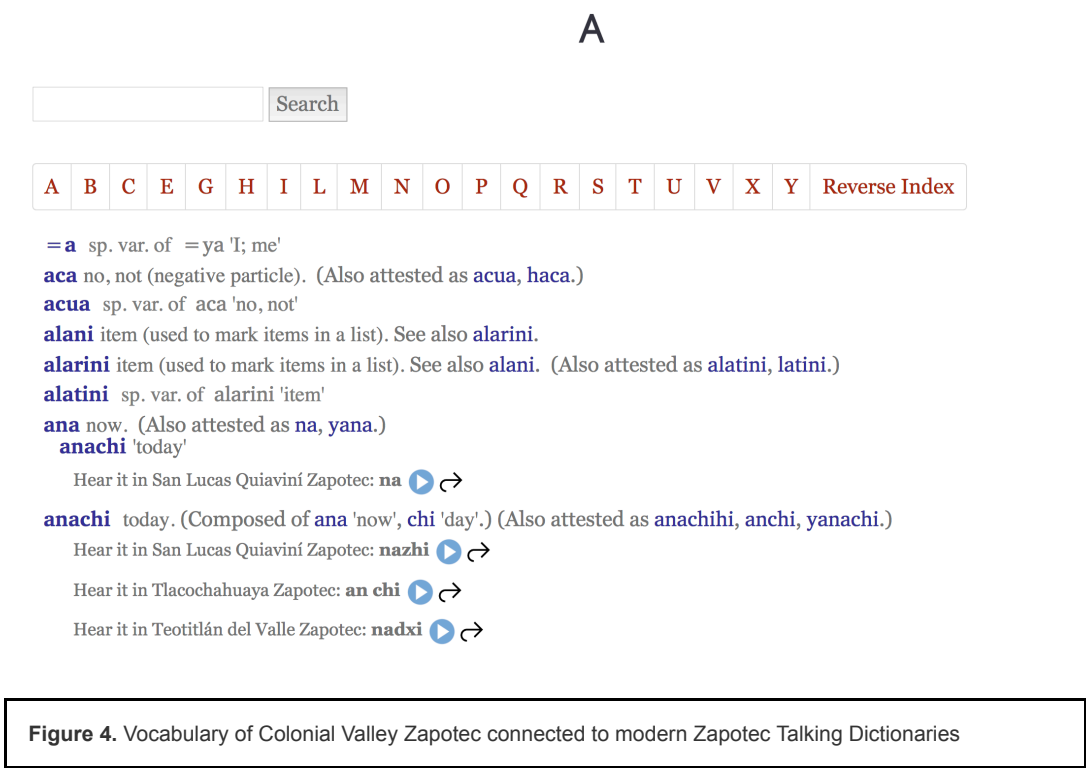 A
Search
A B C E G H I L M N O P Q R S T U V X Y Reverse Index
=a sp. var. of =ya 'I; me'
aca no, not (negative particle). (Also attested as acua, haca.)
acua sp. var. of aca 'no, not'
alani item (used to mark items in a list). See also alarini.
alarini item (used to mark items in a list). See also alani. (Also attested as alatini, latini.)
alatini sp. var. of alarini 'item'
ana now. (Also attested as na, yana.)
anachi 'today'
Hear it in San Lucas Quiaviní Zapotec: na
anachi today. (Composed of ana 'now', chi 'day'.) (Also attested as anachihi, anchi, yanachi.)
Hear it in San Lucas Quiaviní Zapotec: nazhi
Hear it in Tlacochahuaya Zapotec: an chi
Hear it in Teotitlán del Valle Zapotec: nadxi
Figure 4. Vocabulary of Colonial Valley Zapotec connected to modern Zapotec Talking Dictionaries